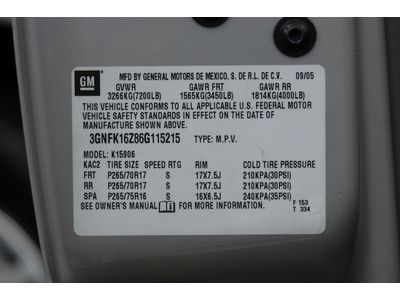 GM
MFD BY GENERAL MOTORS DE MEXICO, S. DE R.L. DE C.V. 09/05
GVWR GAWR FRT GAWR RR
3266KG(7200LB) 1565KG(3450LB) 1814KG(4000LB)
THIS VEHICLE CONFORMS TO ALL APPLICABLE U.S. FEDERAL MOTOR
VEHICLE SAFETY STANDARDS IN EFFECT ON THE DATE OF
MANUFACTURE SHOWN ABOVE.
3GNFK16Z86G115215 TYPE: M.P.V.
MODEL: K15906
KAC2 TIRE SIZE SPEED RTG RIM COLD TIRE PRESSURE
FRT P265/70R17 S 17X7.5J 210KPA(30PSI)
RR P265/70R17 S 17X7.5J 210KPA(30PSI)
SPA P265/75R16 S 16X6.5J 240KPA(35PSI)
SEE OWNER'S MANUAL FOR MORE INFORMATION. F 153
T 334